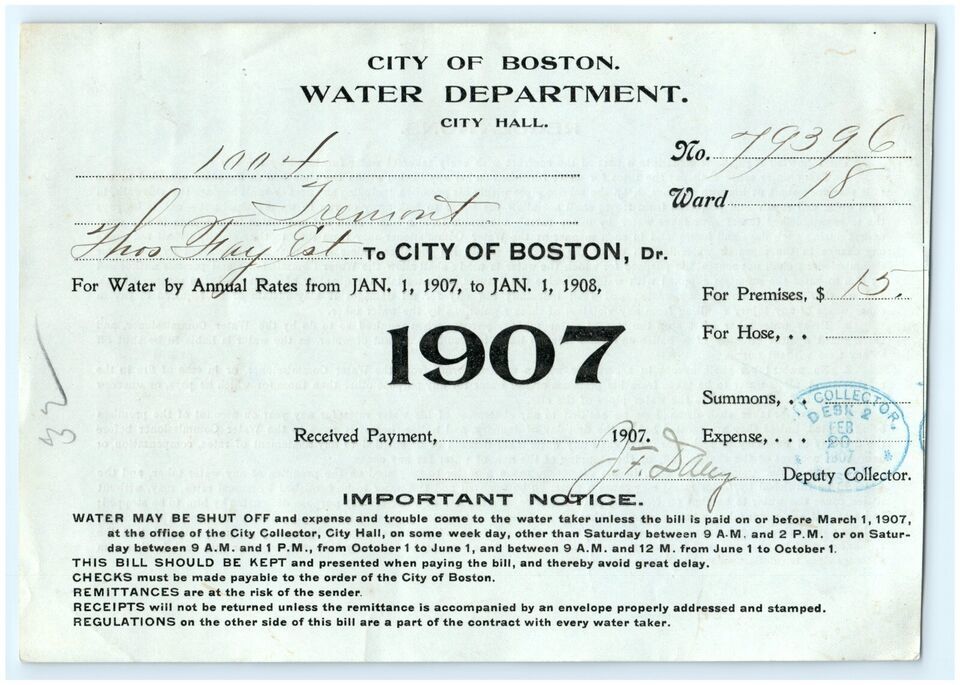 CITY OF BOSTON.
WATER DEPARTMENT.
CITY HALL.
No. 79396
1004
Ward 18
Tremont
Thos Fay Est To CITY OF BOSTON, Dr.
For Water by Annual Rates from JAN. 1, 1907, to JAN. 1, 1908,
For Premises, $ 15.
For Hose, . .
1907
Summons, . .
Received Payment, 1907.
Expense, . . .
COLLECTOR.
DESK 2
FEB
20
1907
J. F. Daley Deputy Collector.
32
IMPORTANT NOTICE.
WATER MAY BE SHUT OFF and expense and trouble come to the water taker unless the bill is paid on or before March 1, 1907,
at the office of the City Collector, City Hall, on some week day, other than Saturday between 9 A.M. and 2 P.M. or on Satur-
day between 9 A.M. and 1 P.M., from October 1 to June 1, and between 9 A.M. and 12 M. from June 1 to October 1.
THIS BILL SHOULD BE KEPT and presented when paying the bill, and thereby avoid great delay.
CHECKS must be made payable to the order of the City of Boston.
REMITTANCES are at the risk of the sender.
RECEIPTS will not be returned unless the remittance is accompanied by an envelope properly addressed and stamped.
REGULATIONS on the other side of this bill are a part of the contract with every water taker.